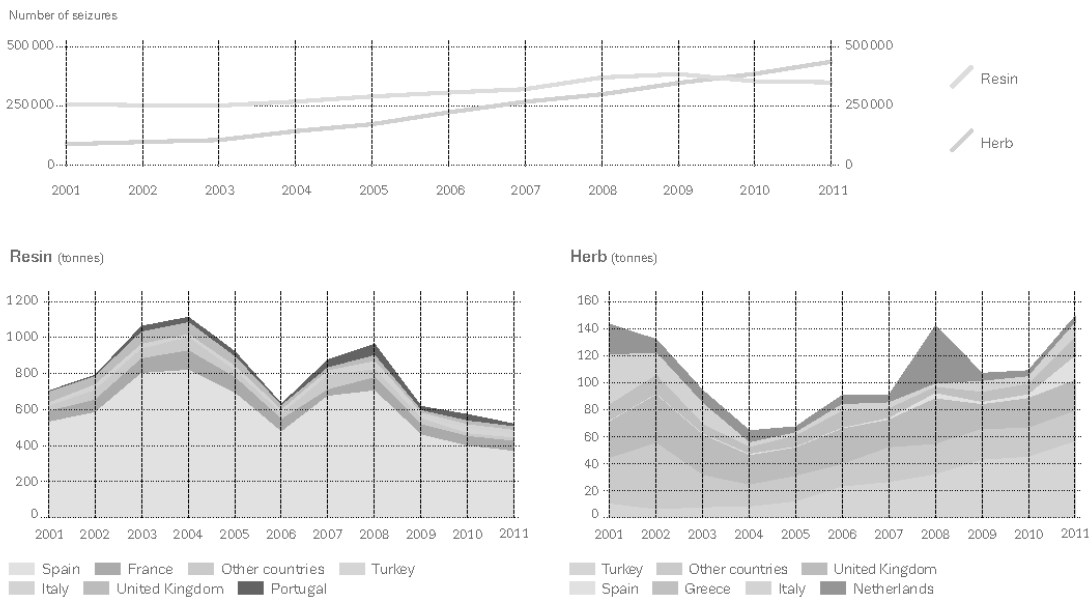 Number of seizures
500 000 500 000
250 000 250 000
0 0
2001 2002 2003 2004 2005 2006 2007 2008 2009 2010 2011
Resin
Herb
Resin (tonnes)
1 200
1 000
800
600
400
200
0
2001 2002 2003 2004 2005 2006 2007 2008 2009 2010 2011
Spain France Other countries Turkey
Italy United Kingdom Portugal
Herb (tonnes)
160
140
120
100
80
60
40
20
0
2001 2002 2003 2004 2005 2006 2007 2008 2009 2010 2011
Turkey Other countries United Kingdom
Spain Greece Italy Netherlands